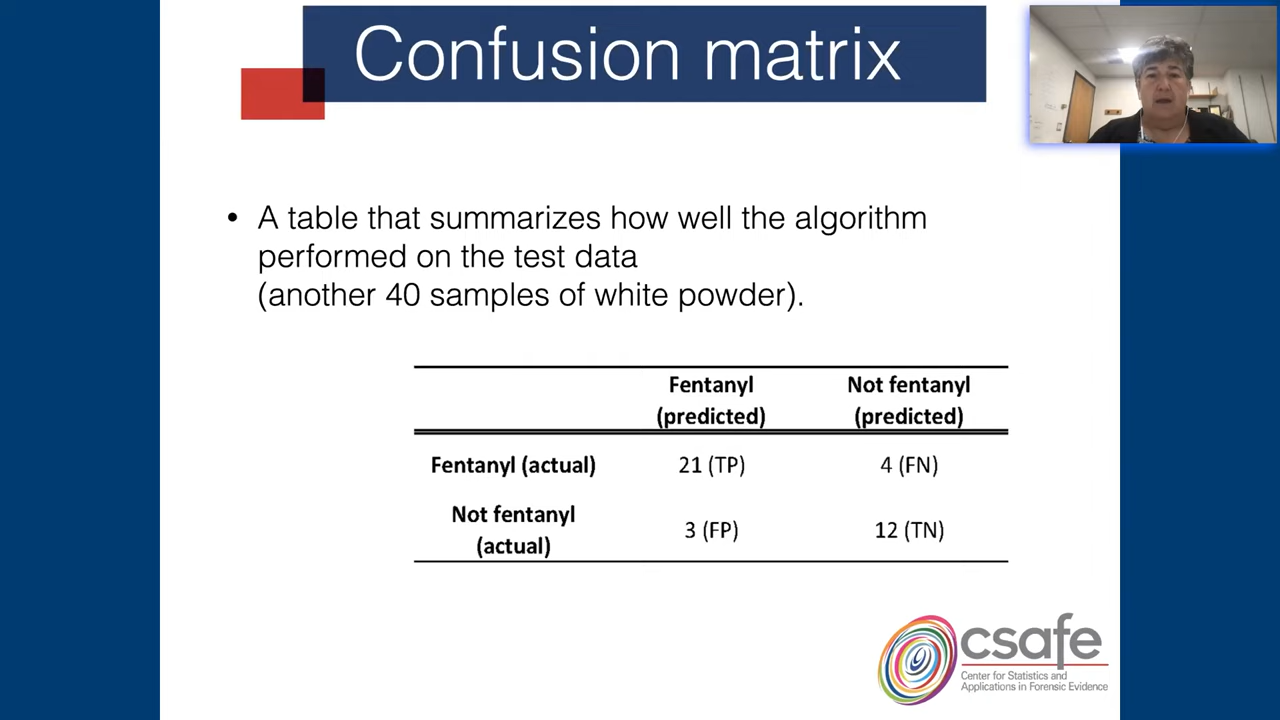 Confusion matrix
• A table that summarizes how well the algorithm
performed on the test data
(another 40 samples of white powder).
Fentanyl Not fentanyl
(predicted) (predicted)
Fentanyl (actual) 21 (TP) 4 (FN)
Not fentanyl
(actual) 3 (FP) 12 (TN)
csafe
Center for Statistics and
Applications in Forensic Evidence